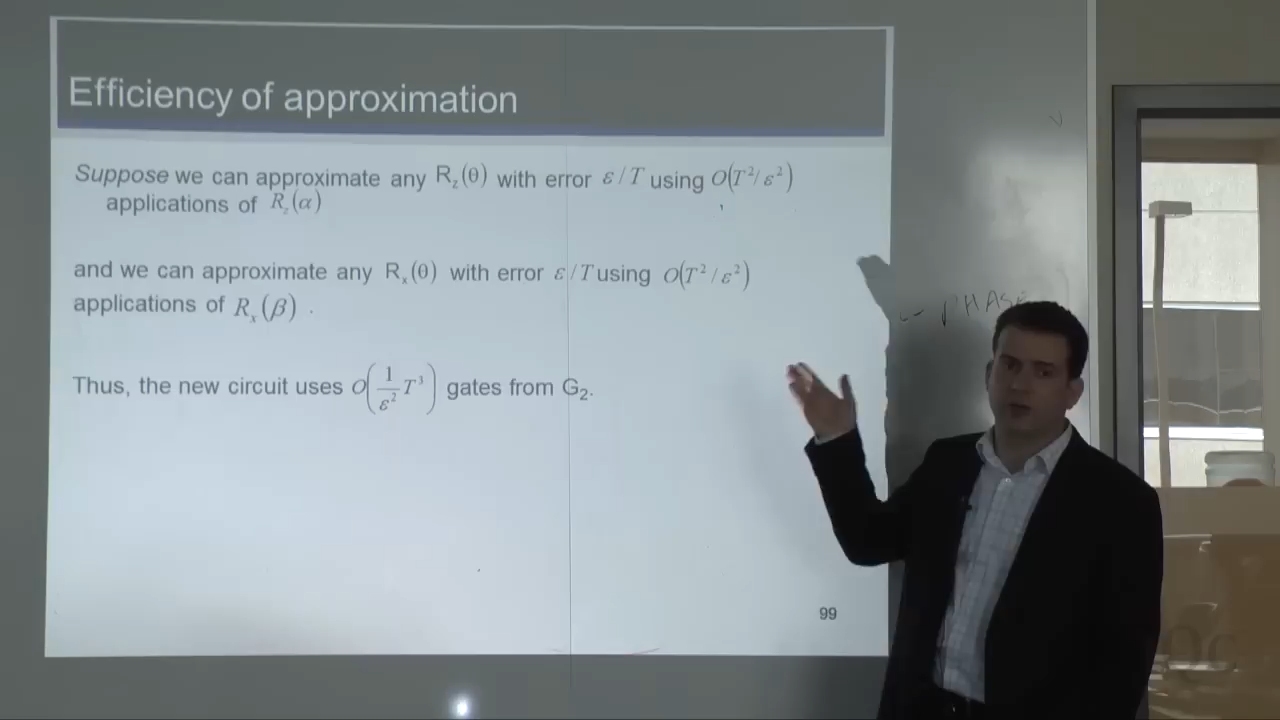 Efficiency of approximation
Suppose we can approximate any R_z(θ) with error ε/T using O(T²/ε²)
applications of R_z(α)
and we can approximate any R_x(θ) with error ε/T using O(T²/ε²)
applications of R_x(β) .
Thus, the new circuit uses O(1/ε² T³) gates from G₂.
99
PHASE